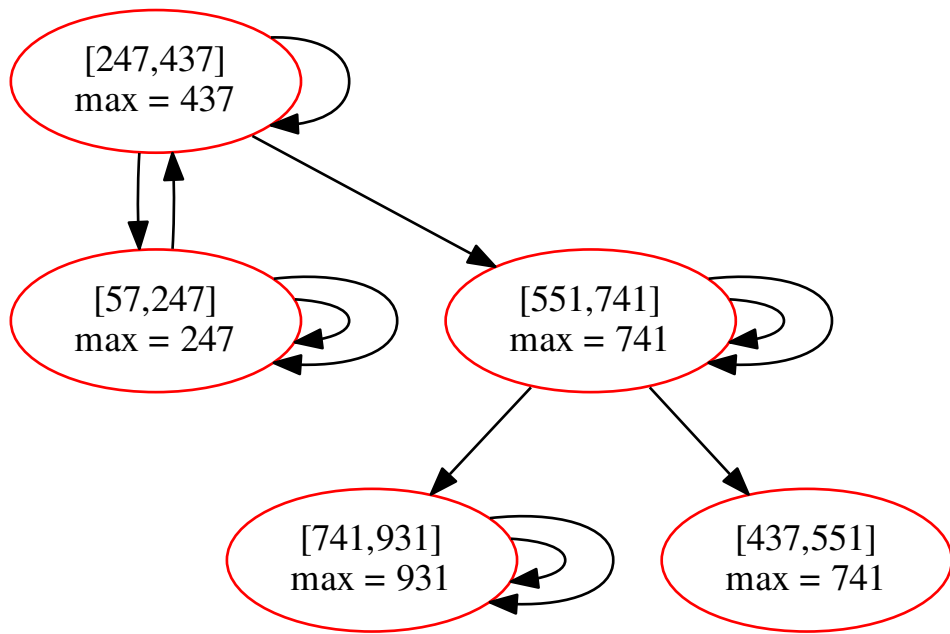 [247,437]
max = 437
[57,247]
max = 247
[551,741]
max = 741
[741,931]
max = 931
[437,551]
max = 741